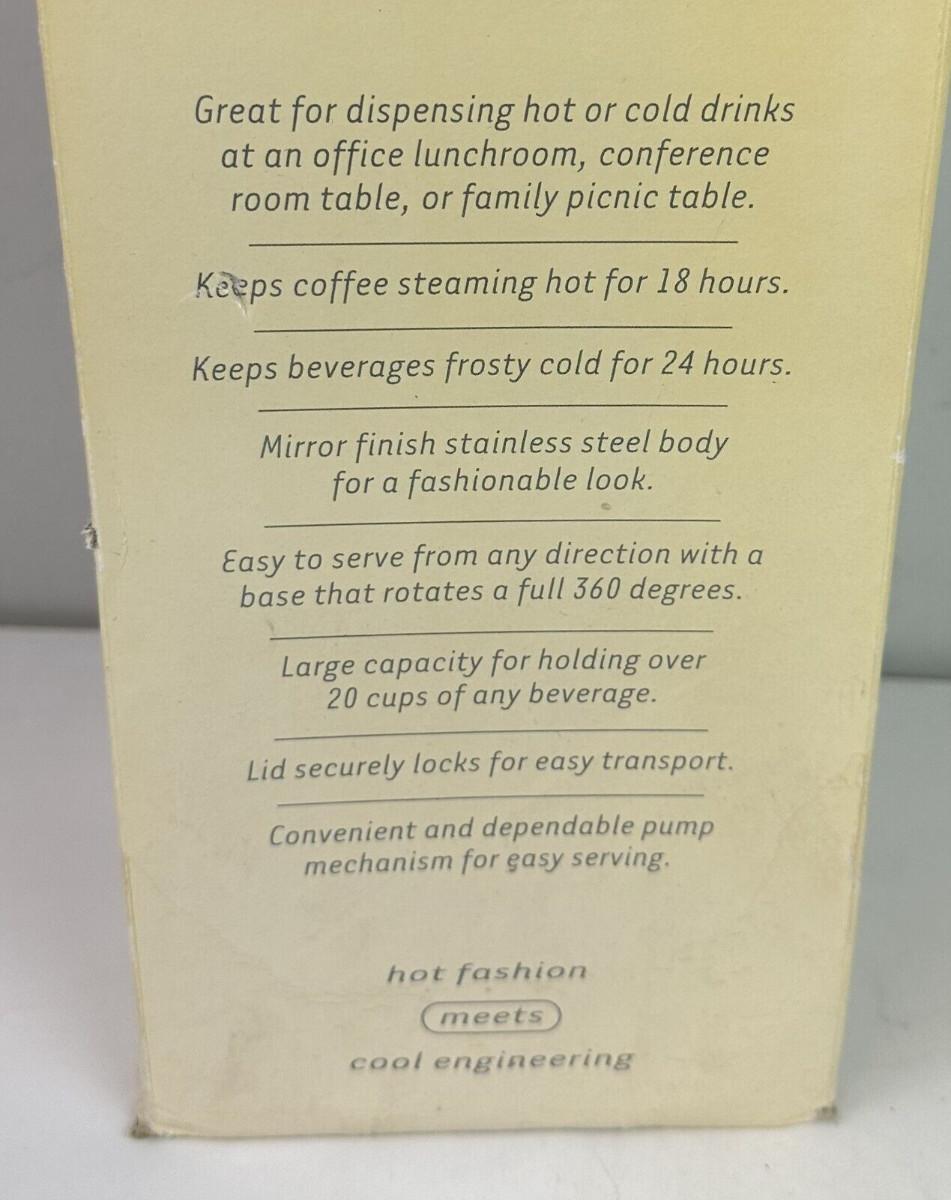 Great for dispensing hot or cold drinks
at an office lunchroom, conference
room table, or family picnic table.
Keeps coffee steaming hot for 18 hours.
Keeps beverages frosty cold for 24 hours.
Mirror finish stainless steel body
for a fashionable look.
Easy to serve from any direction with a
base that rotates a full 360 degrees.
Large capacity for holding over
20 cups of any beverage.
Lid securely locks for easy transport.
Convenient and dependable pump
mechanism for easy serving.
hot fashion
meets
cool engineering